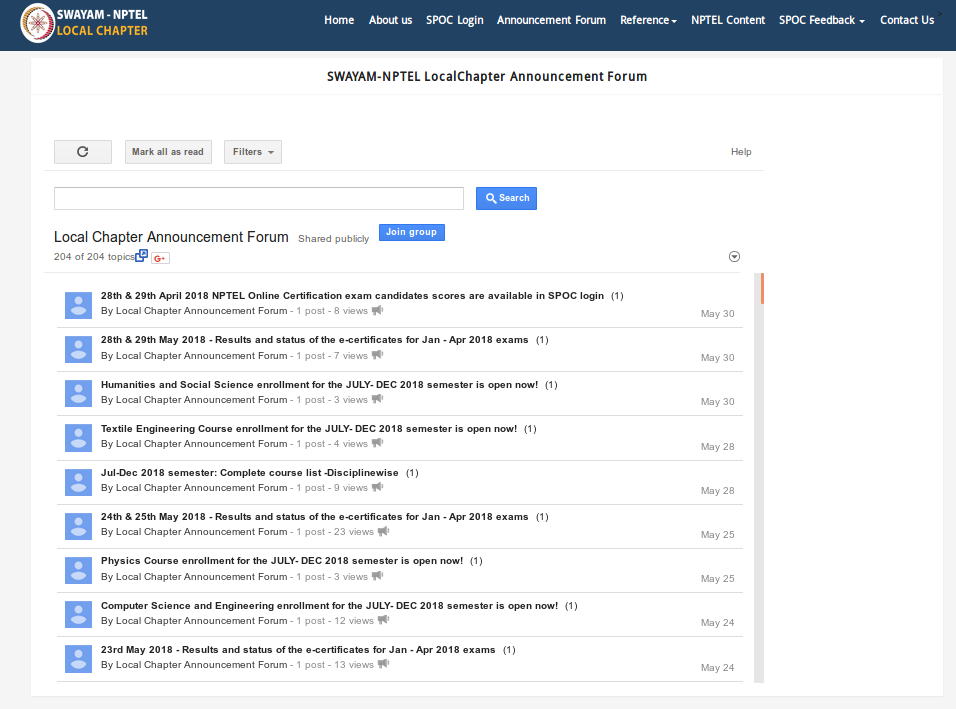 SWAYAM - NPTEL
LOCAL CHAPTER
Home About us SPOC Login Announcement Forum Reference NPTEL Content SPOC Feedback Contact Us
SWAYAM-NPTEL LocalChapter Announcement Forum
Mark all as read Filters Help
Search
Local Chapter Announcement Forum Shared publicly Join group
204 of 204 topics G+
28th & 29th April 2018 NPTEL Online Certification exam candidates scores are available in SPOC login (1)
By Local Chapter Announcement Forum - 1 post - 8 views
May 30
28th & 29th May 2018 - Results and status of the e-certificates for Jan - Apr 2018 exams (1)
By Local Chapter Announcement Forum - 1 post - 7 views
May 30
Humanities and Social Science enrollment for the JULY- DEC 2018 semester is open now! (1)
By Local Chapter Announcement Forum - 1 post - 3 views
May 30
Textile Engineering Course enrollment for the JULY- DEC 2018 semester is open now! (1)
By Local Chapter Announcement Forum - 1 post - 4 views
May 28
Jul-Dec 2018 semester: Complete course list -Disciplinewise (1)
By Local Chapter Announcement Forum - 1 post - 9 views
May 28
24th & 25th May 2018 - Results and status of the e-certificates for Jan - Apr 2018 exams (1)
By Local Chapter Announcement Forum - 1 post - 23 views
May 25
Physics Course enrollment for the JULY- DEC 2018 semester is open now! (1)
By Local Chapter Announcement Forum - 1 post - 3 views
May 25
Computer Science and Engineering enrollment for the JULY- DEC 2018 semester is open now! (1)
By Local Chapter Announcement Forum - 1 post - 12 views
May 24
23rd May 2018 - Results and status of the e-certificates for Jan - Apr 2018 exams (1)
By Local Chapter Announcement Forum - 1 post - 13 views
May 24